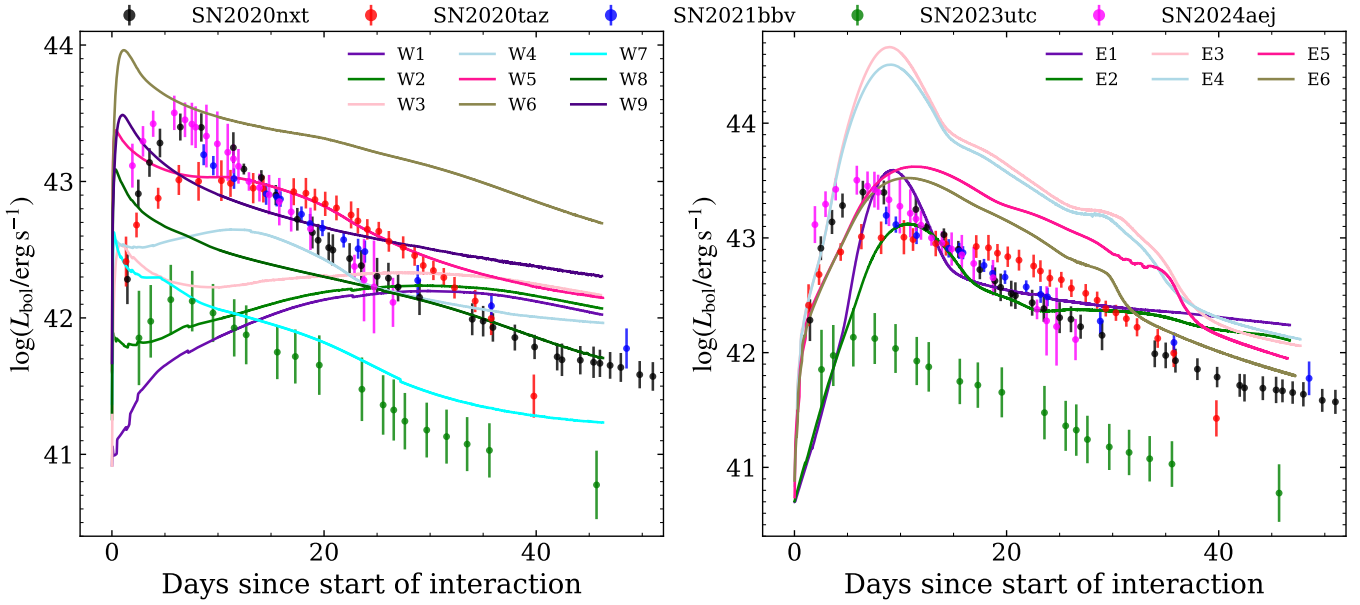 SN2020nxt SN2020taz SN2021bbv SN2023utc SN2024aej
W1 W4 W7
W2 W5 W8
W3 W6 W9
44
43
42
41
log(L_bol/erg s⁻¹)
0 20 40
Days since start of interaction
E1 E3 E5
E2 E4 E6
44
43
42
41
log(L_bol/erg s⁻¹)
0 20 40
Days since start of interaction